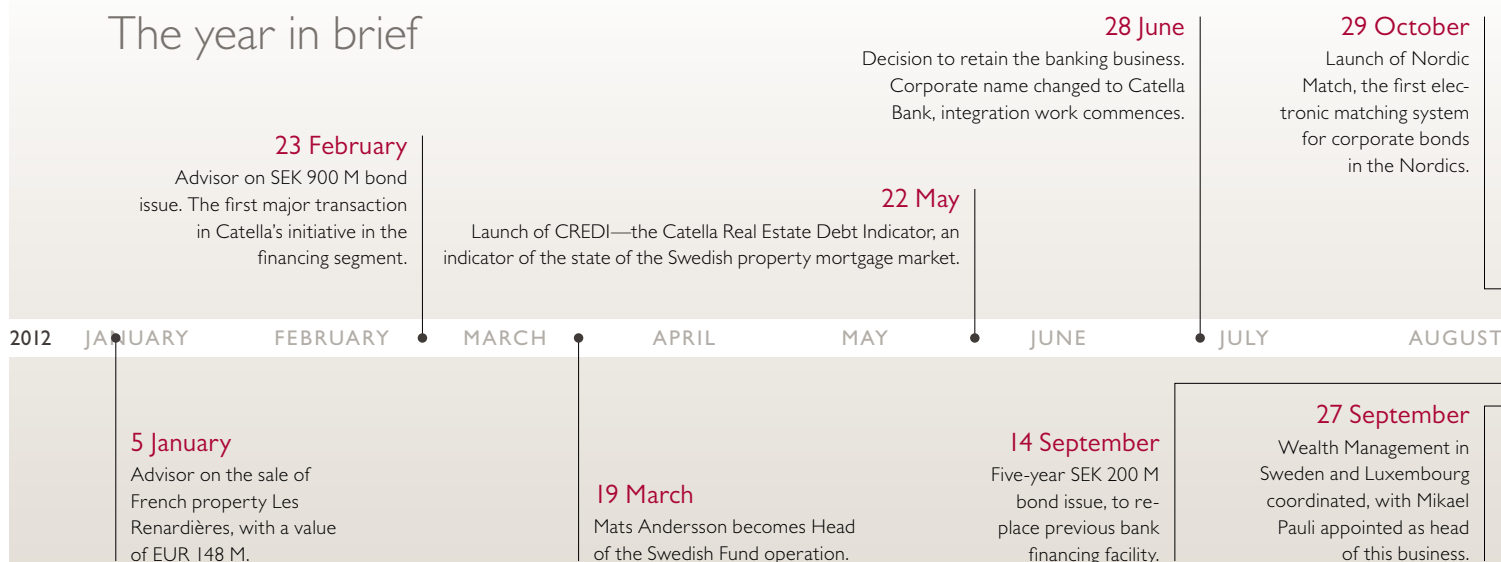 The year in brief
28 June
Decision to retain the banking business.
Corporate name changed to Catella
Bank, integration work commences.
29 October
Launch of Nordic
Match, the first elec-
tronic matching system
for corporate bonds
in the Nordics.
23 February
Advisor on SEK 900 M bond
issue. The first major transaction
in Catella’s initiative in the
financing segment.
22 May
Launch of CREDI—the Catella Real Estate Debt Indicator, an
indicator of the state of the Swedish property mortgage market.
2012 JANUARY FEBRUARY MARCH APRIL MAY JUNE JULY AUGUST
5 January
Advisor on the sale of
French property Les
Renardières, with a value
of EUR 148 M.
19 March
Mats Andersson becomes Head
of the Swedish Fund operation.
14 September
Five-year SEK 200 M
bond issue, to re-
place previous bank
financing facility.
27 September
Wealth Management in
Sweden and Luxembourg
coordinated, with Mikael
Pauli appointed as head
of this business.